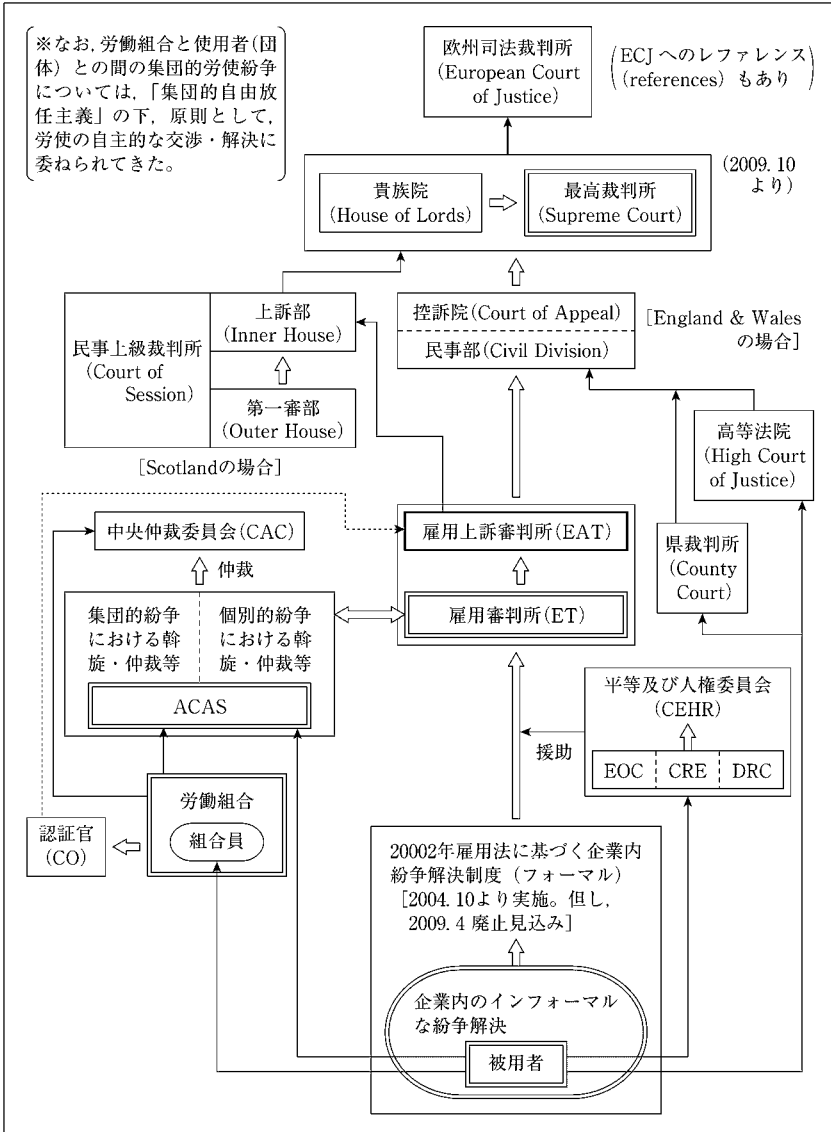 ※なお,労働組合と使用者(団
体)との間の集団的労使紛争
については,「集団的自由放
任主義」の下,原則として,
労使の自主的な交渉・解決に
委ねられてきた。
欧州司法裁判所
(European Court
of Justice)
(ECJへのレファレンス
(references)もあり)
貴族院
(House of Lords)
最高裁判所
(Supreme Court)
(2009.10
より)
民事上級裁判所
(Court of
Session)
上訴部
(Inner House)
第一審部
(Outer House)
[Scotlandの場合]
控訴院(Court of Appeal)
民事部(Civil Division)
[England & Wales
の場合]
高等法院
(High Court
of Justice)
県裁判所
(County
Court)
中央仲裁委員会(CAC)
仲裁
雇用上訴審判所(EAT)
雇用審判所(ET)
集団的紛争
における斡
旋・仲裁等
個別的紛争
における斡
旋・仲裁等
ACAS
平等及び人権委員会
(CEHR)
EOC CRE DRC
援助
労働組合
組合員
認証官
(CO)
20002年雇用法に基づく企業内
紛争解決制度(フォーマル)
[2004.10より実施。但し,
2009.4廃止見込み]
企業内のインフォーマル
な紛争解決
被用者